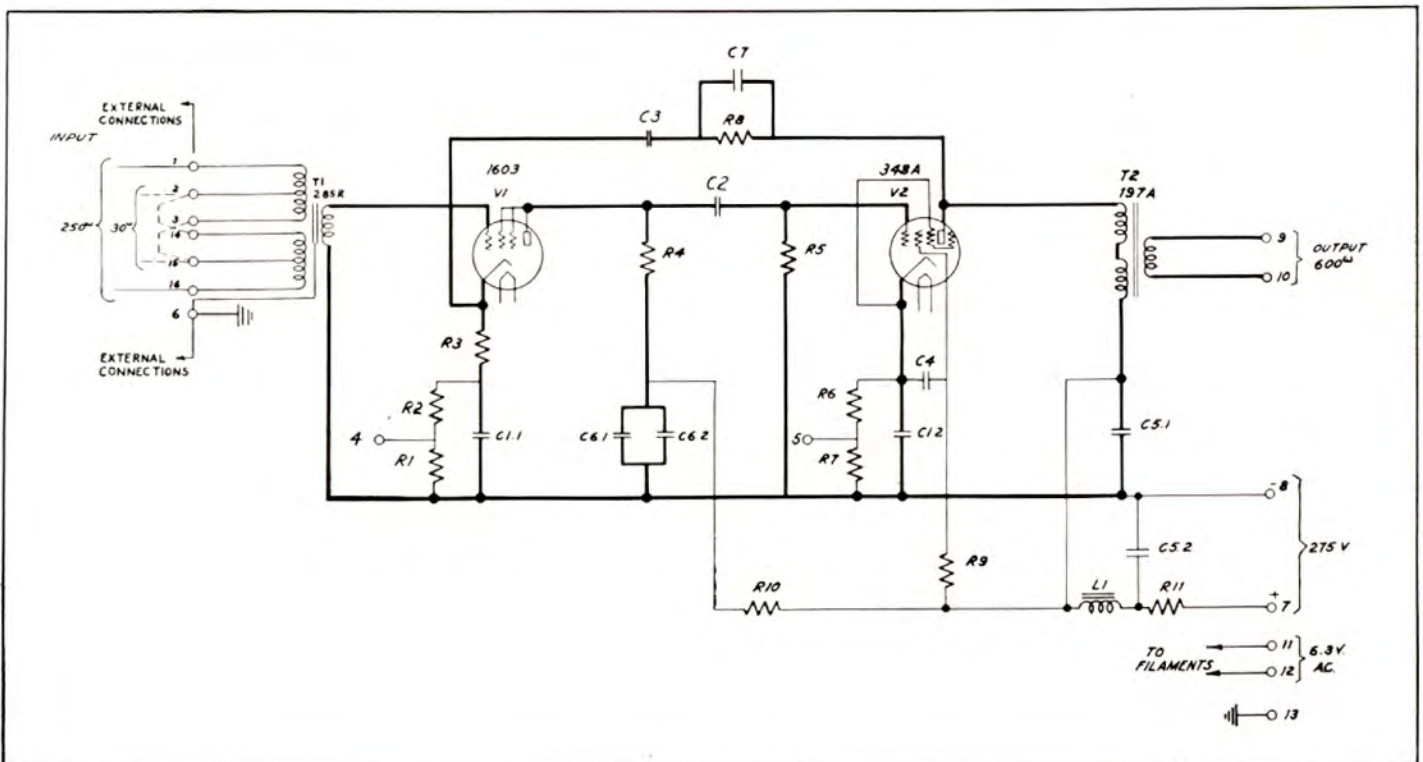 C7
EXTERNAL
CONNECTIONS
INPUT
C3
R8
1
1603
348A
T2
197A
T1
285R
V1
C2
V2
2
250ω
30ω
3
14
15
16
6
R4
R5
9
10
OUTPUT
600ω
EXTERNAL
CONNECTIONS
R3
C4
R2
R6
4
C1.1
C6.1
C6.2
5
C1.2
C5.1
R1
R7
- 8
C5.2
275 V
R9
R10
L1
R11
+ 7
TO
FILAMENTS
11
12
6.3V.
AC.
13